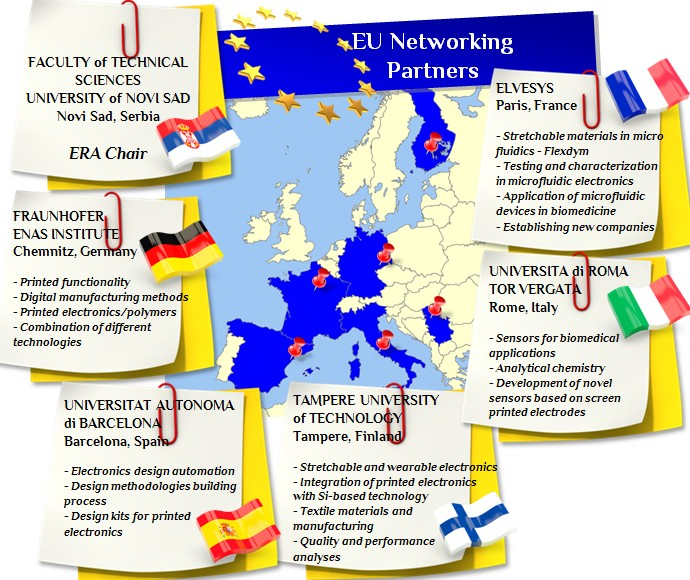 EU Networking
Partners
FACULTY of TECHNICAL
SCIENCES
UNIVERSITY of NOVI SAD
Novi Sad, Serbia
ERA Chair
ELVESYS
Paris, France
- Stretchable materials in micro
fluidics - Flexdym
- Testing and characterization
in microfluidic electronics
- Application of microfluidic
devices in biomedicine
- Establishing new companies
FRAUNHOFER
ENAS INSTITUTE
Chemnitz, Germany
- Printed functionality
- Digital manufacturing methods
- Printed electronics/polymers
- Combination of different
technologies
UNIVERSITA di ROMA
TOR VERGATA
Rome, Italy
- Sensors for biomedical
applications
- Analytical chemistry
- Development of novel
sensors based on screen
printed electrodes
UNIVERSITAT AUTONOMA
di BARCELONA
Barcelona, Spain
- Electronics design automation
- Design methodologies building
process
- Design kits for printed
electronics
TAMPERE UNIVERSITY
of TECHNOLOGY
Tampere, Finland
- Stretchable and wearable electronics
- Integration of printed electronics
with Si-based technology
- Textile materials and
manufacturing
- Quality and performance
analyses